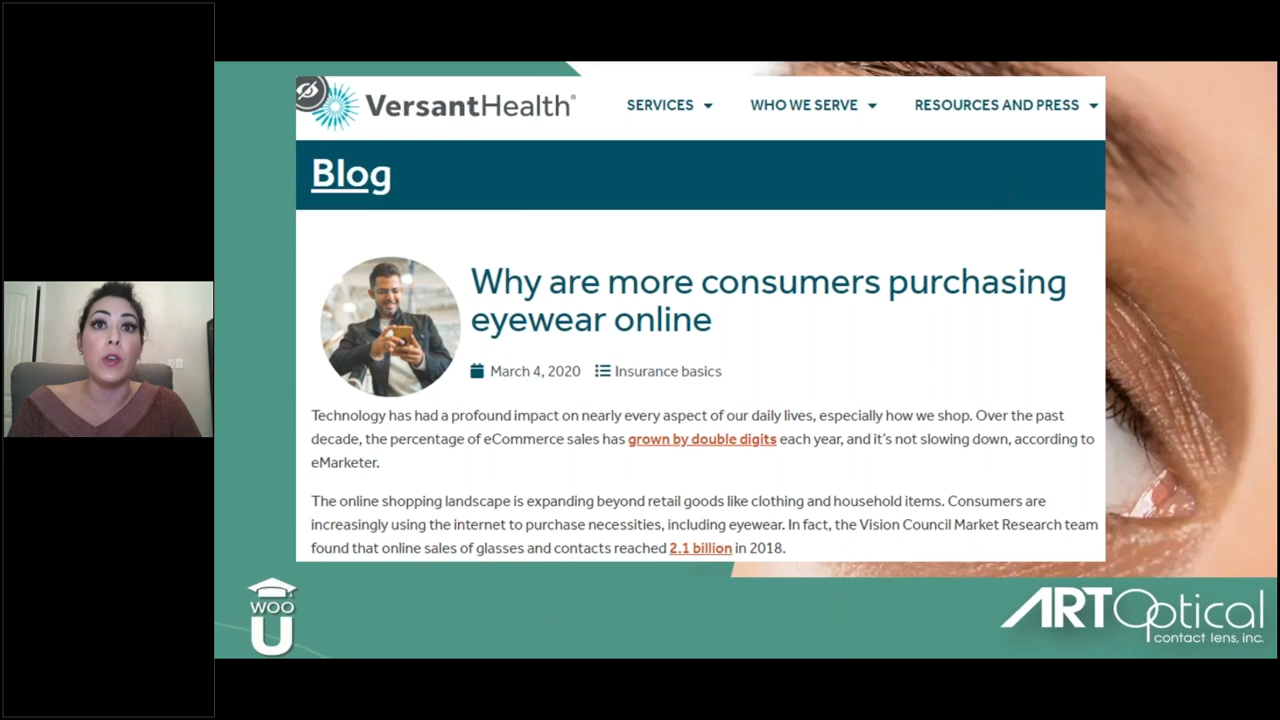 VersantHealth®
SERVICES
WHO WE SERVE
RESOURCES AND PRESS
Blog
Why are more consumers purchasing
eyewear online
March 4, 2020
Insurance basics
Technology has had a profound impact on nearly every aspect of our daily lives, especially how we shop. Over the past
decade, the percentage of eCommerce sales has grown by double digits each year, and it's not slowing down, according to
eMarketer.
The online shopping landscape is expanding beyond retail goods like clothing and household items. Consumers are
increasingly using the internet to purchase necessities, including eyewear. In fact, the Vision Council Market Research team
found that online sales of glasses and contacts reached 2.1 billion in 2018.
WOO
U
ART Optical
contact lens, inc.